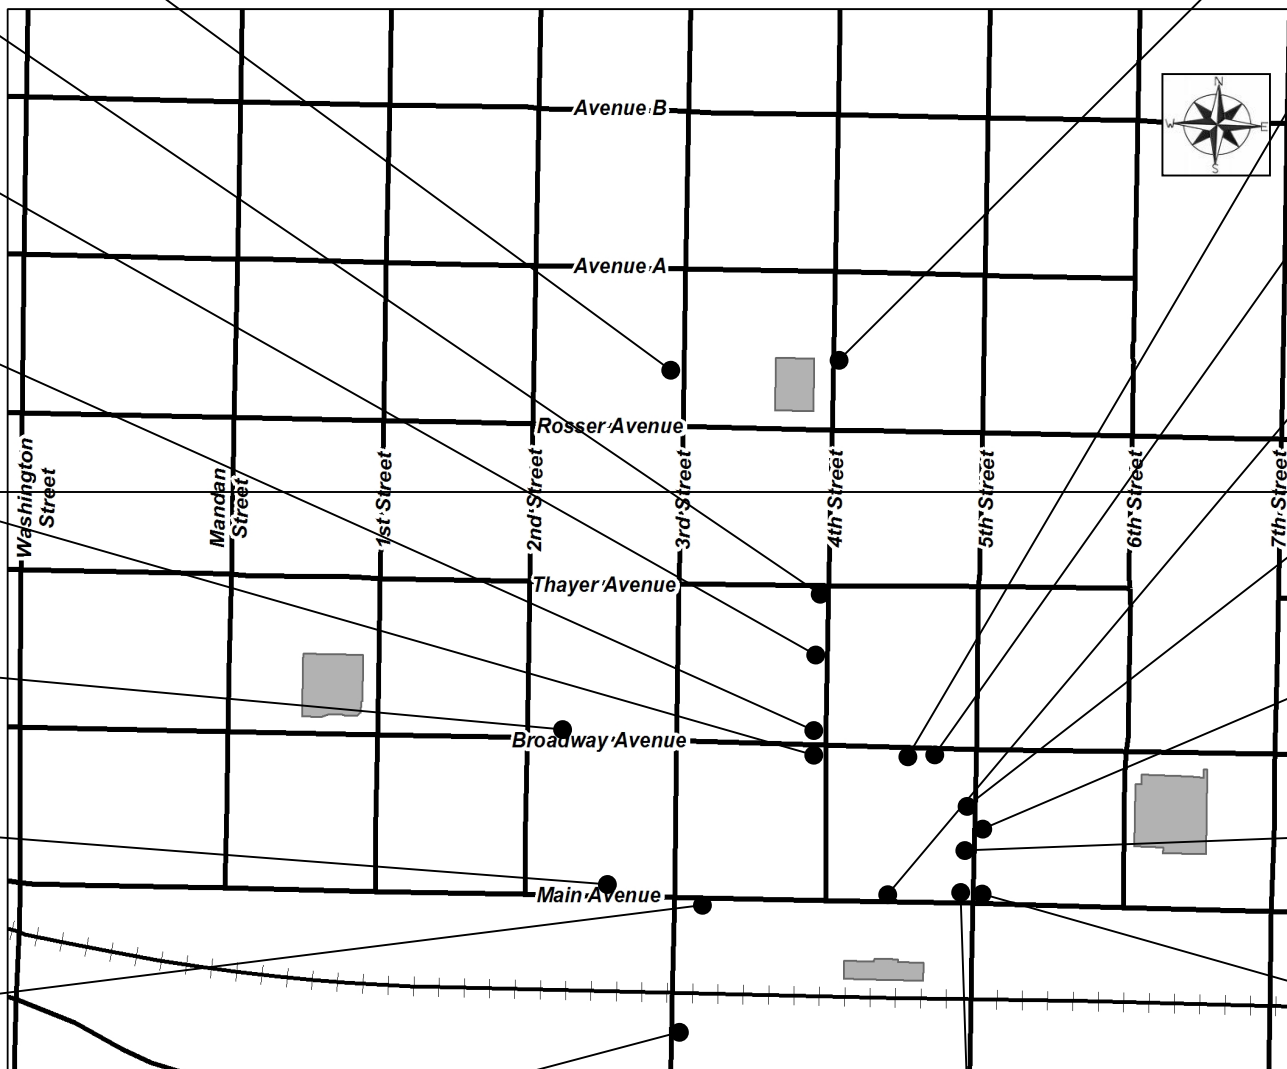 N
W
E
S
Avenue B
Avenue A
Rosser Avenue
Washington
Street
Mandan
Street
1st Street
2nd Street
3rd Street
4th Street
5th Street
6th Street
7th Street
Thayer Avenue
Broadway Avenue
Main Avenue